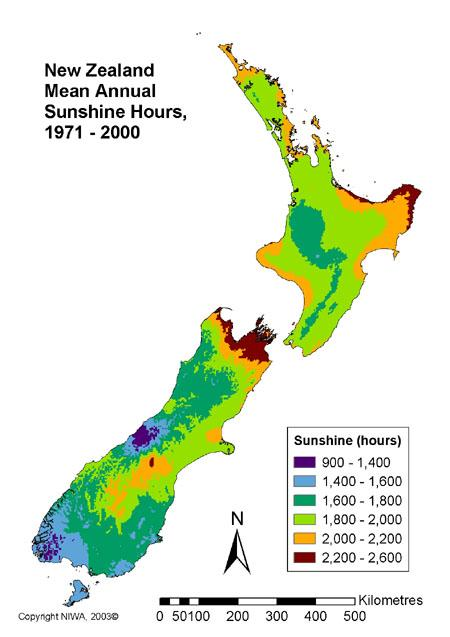 New Zealand
Mean Annual
Sunshine Hours,
1971 - 2000
Sunshine (hours)
900 - 1,400
1,400 - 1,600
1,600 - 1,800
1,800 - 2,000
2,000 - 2,200
2,200 - 2,600
N
Kilometres
0 50100 200 300 400 500
Copyright NIWA, 2003©